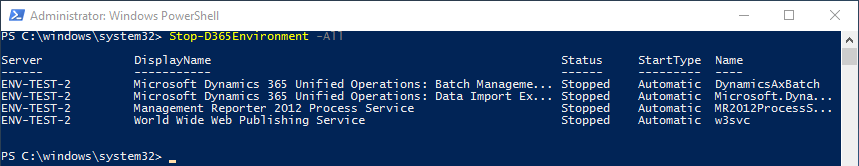 Administrator: Windows PowerShell
PS C:\windows\system32> Stop-D365Environment -All
Server DisplayName Status StartType Name
------ ----------- ------ --------- ----
ENV-TEST-2 Microsoft Dynamics 365 Unified Operations: Batch Manageme... Stopped Automatic DynamicsAxBatch
ENV-TEST-2 Microsoft Dynamics 365 Unified Operations: Data Import Ex... Stopped Automatic Microsoft.Dyna...
ENV-TEST-2 Management Reporter 2012 Process Service Stopped Automatic MR2012ProcessS...
ENV-TEST-2 World Wide Web Publishing Service Stopped Automatic w3svc
PS C:\windows\system32> _